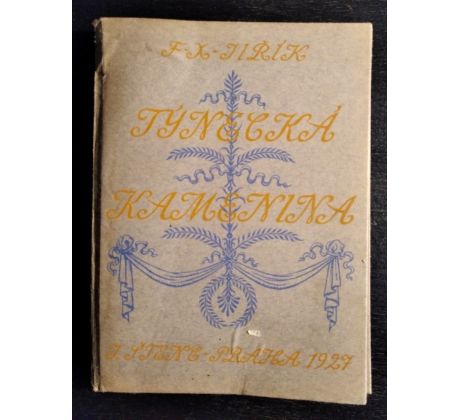 F·X·JIŘÍK
TÝNECKÁ
KAMENINA
J. ŠTENC-PRAHA 1927